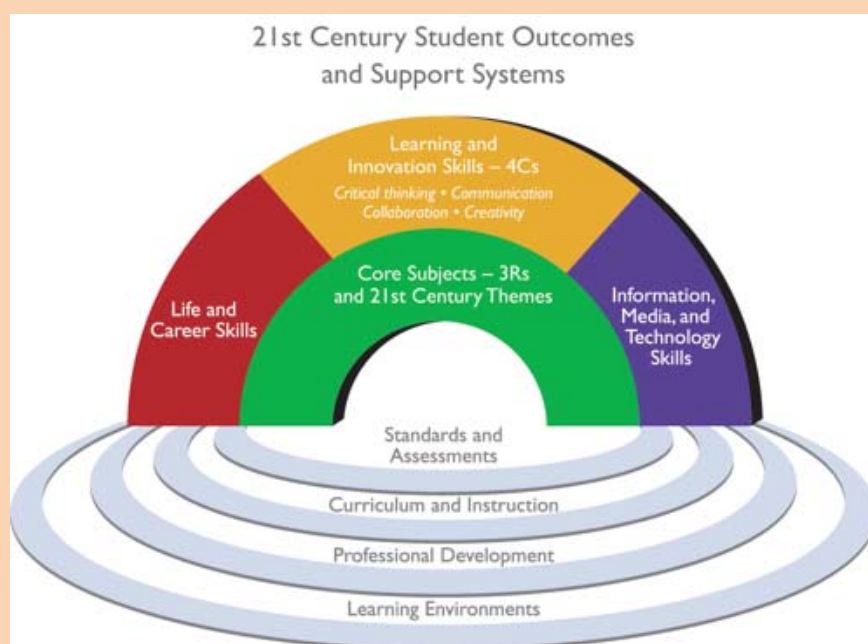 21st Century Student Outcomes
and Support Systems
Learning and
Innovation Skills – 4Cs
Critical thinking • Communication
Collaboration • Creativity
Core Subjects – 3Rs
and 21st Century Themes
Life and
Career Skills
Information,
Media, and
Technology
Skills
Standards and
Assessments
Curriculum and Instruction
Professional Development
Learning Environments